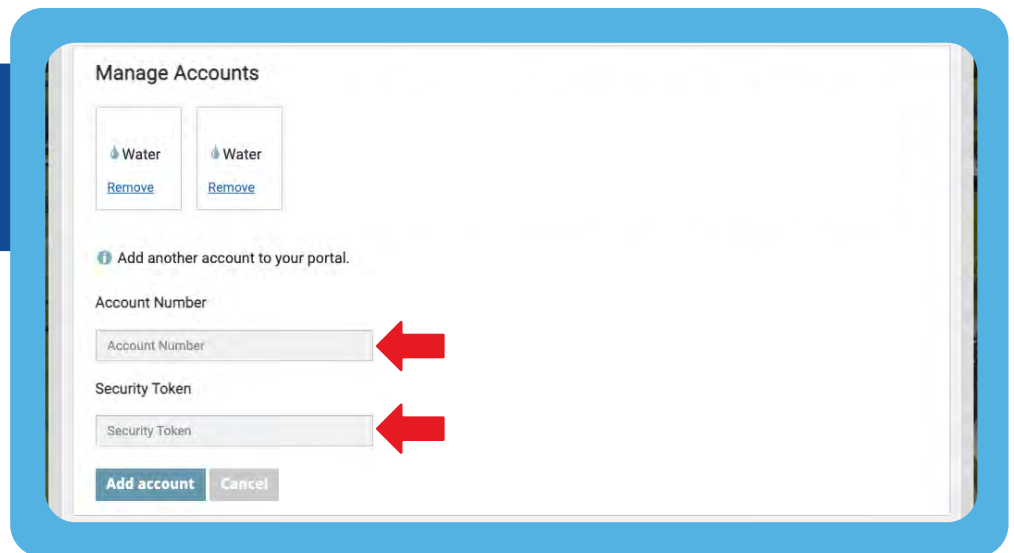 Manage Accounts
Water Water
Remove Remove
Add another account to your portal.
Account Number
Account Number
Security Token
Security Token
Add account Cancel